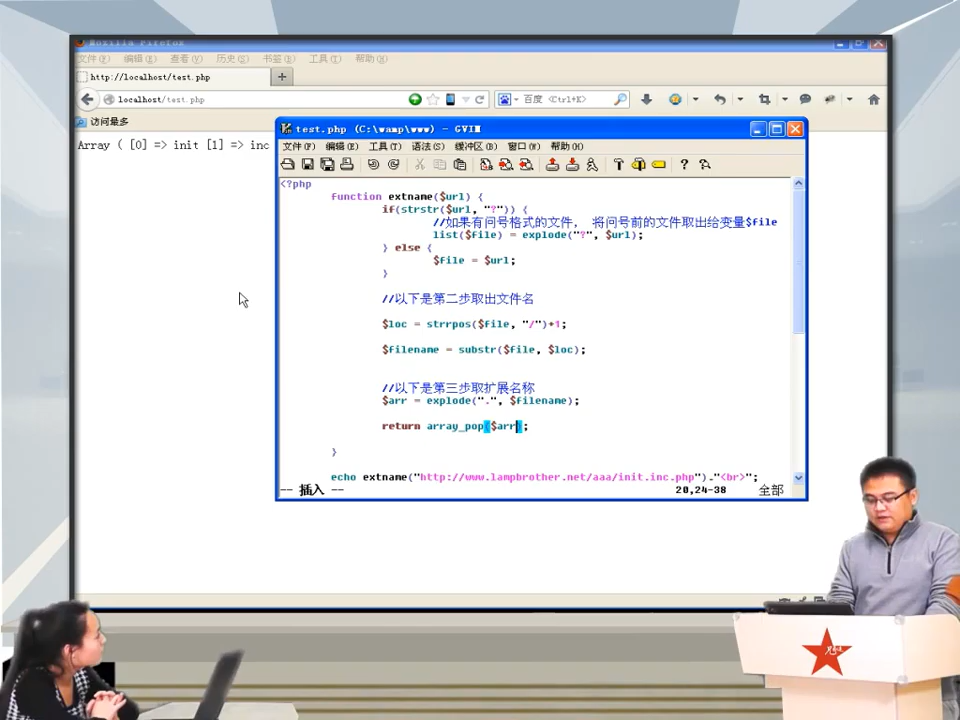 Mozilla Firefox
文件(F) 编辑(E) 查看(V) 历史(S) 书签(B) 工具(T) 帮助(H)
http://localhost/test.php +
localhost/test.php 百度 <Ctrl+K>
访问最多
Array ( [0] => init [1] => inc
test.php (C:\wamp\www) - GVIM
文件(F) 编辑(E) 工具(T) 语法(S) 缓冲区(B) 窗口(W) 帮助(H)
<?php
function extname($url) {
if(strstr($url, "?")) {
//如果有问号格式的文件， 将问号前的文件取出给变量$file
list($file) = explode("?", $url);
} else {
$file = $url;
}
//以下是第二步取出文件名
$loc = strrpos($file, "/")+1;
$filename = substr($file, $loc);
//以下是第三步取扩展名称
$arr = explode(".", $filename);
return array_pop($arr);
}
echo extname("http://www.lampbrother.net/aaa/init.inc.php")."<br>";
-- 插入 -- 20,24-38 全部